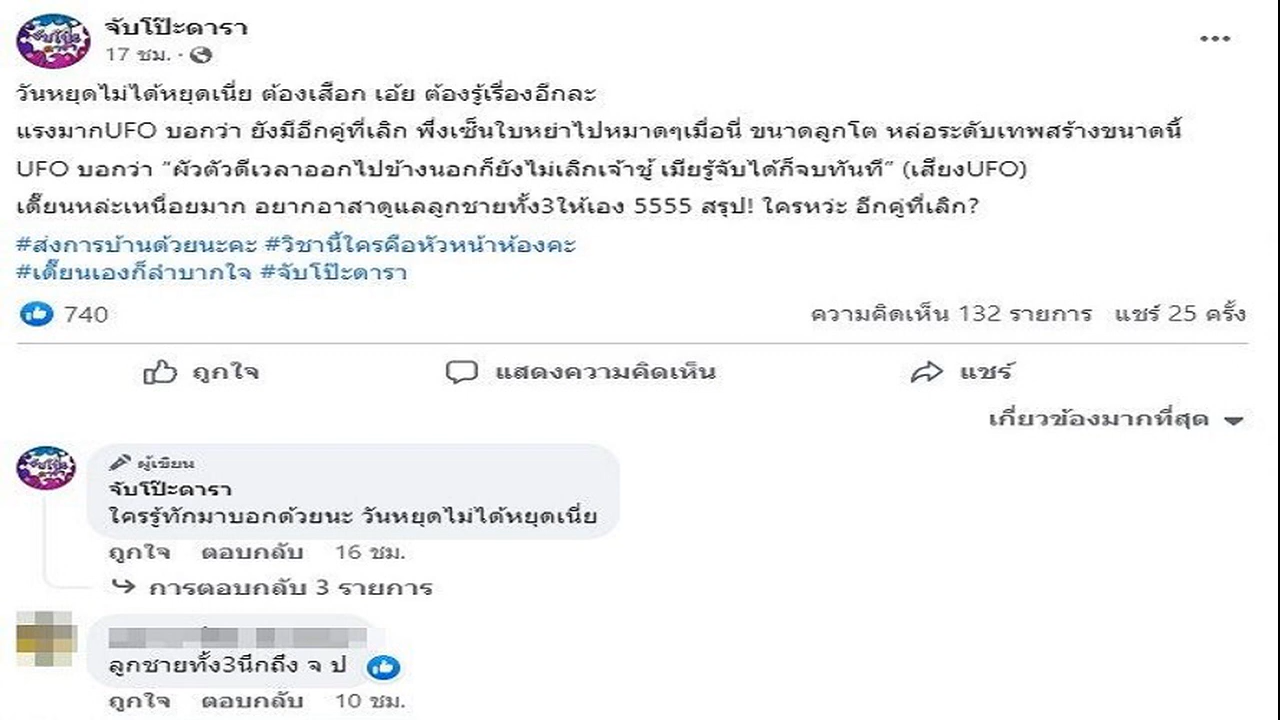 จับโป๊ะดารา
17 ชม. ·
วันหยุดไม่ได้หยุดเนี่ย ต้องเสือก เอ้ย ต้องรู้เรื่องอีกละ
แรงมากUFO บอกว่า ยังมีอีกคู่ที่เลิก พึ่งเซ็นใบหย่าไปหมาดๆเมื่อนี่ ขนาดลูกโต หล่อระดับเทพสร้างขนาดนี้
UFO บอกว่า "ผัวตัวดีเวลาออกไปข้างนอกก็ยังไม่เลิกเจ้าชู้ เมียรู้จับได้ก็จบทันที" (เสียงUFO)
เดี๊ยนหล่ะเหนื่อยมาก อยากอาสาดูแลลูกชายทั้ง3ให้เอง 5555 สรุป! ใครหว่ะ อีกคู่ที่เลิก?
#ส่งการบ้านด้วยนะคะ #วิชานี้ใครคือหัวหน้าห้องคะ
#เดี๊ยนเองก็ลำบากใจ #จับโป๊ะดารา
740 ความคิดเห็น 132 รายการ แชร์ 25 ครั้ง
ถูกใจ แสดงความคิดเห็น แชร์
เกี่ยวข้องมากที่สุด
ผู้เขียน
จับโป๊ะดารา
ใครรู้ทักมาบอกด้วยนะ วันหยุดไม่ได้หยุดเนี่ย
ถูกใจ ตอบกลับ 16 ชม.
การตอบกลับ 3 รายการ
ลูกชายทั้ง3นึกถึง จ ป
ถูกใจ ตอบกลับ 10 ชม.